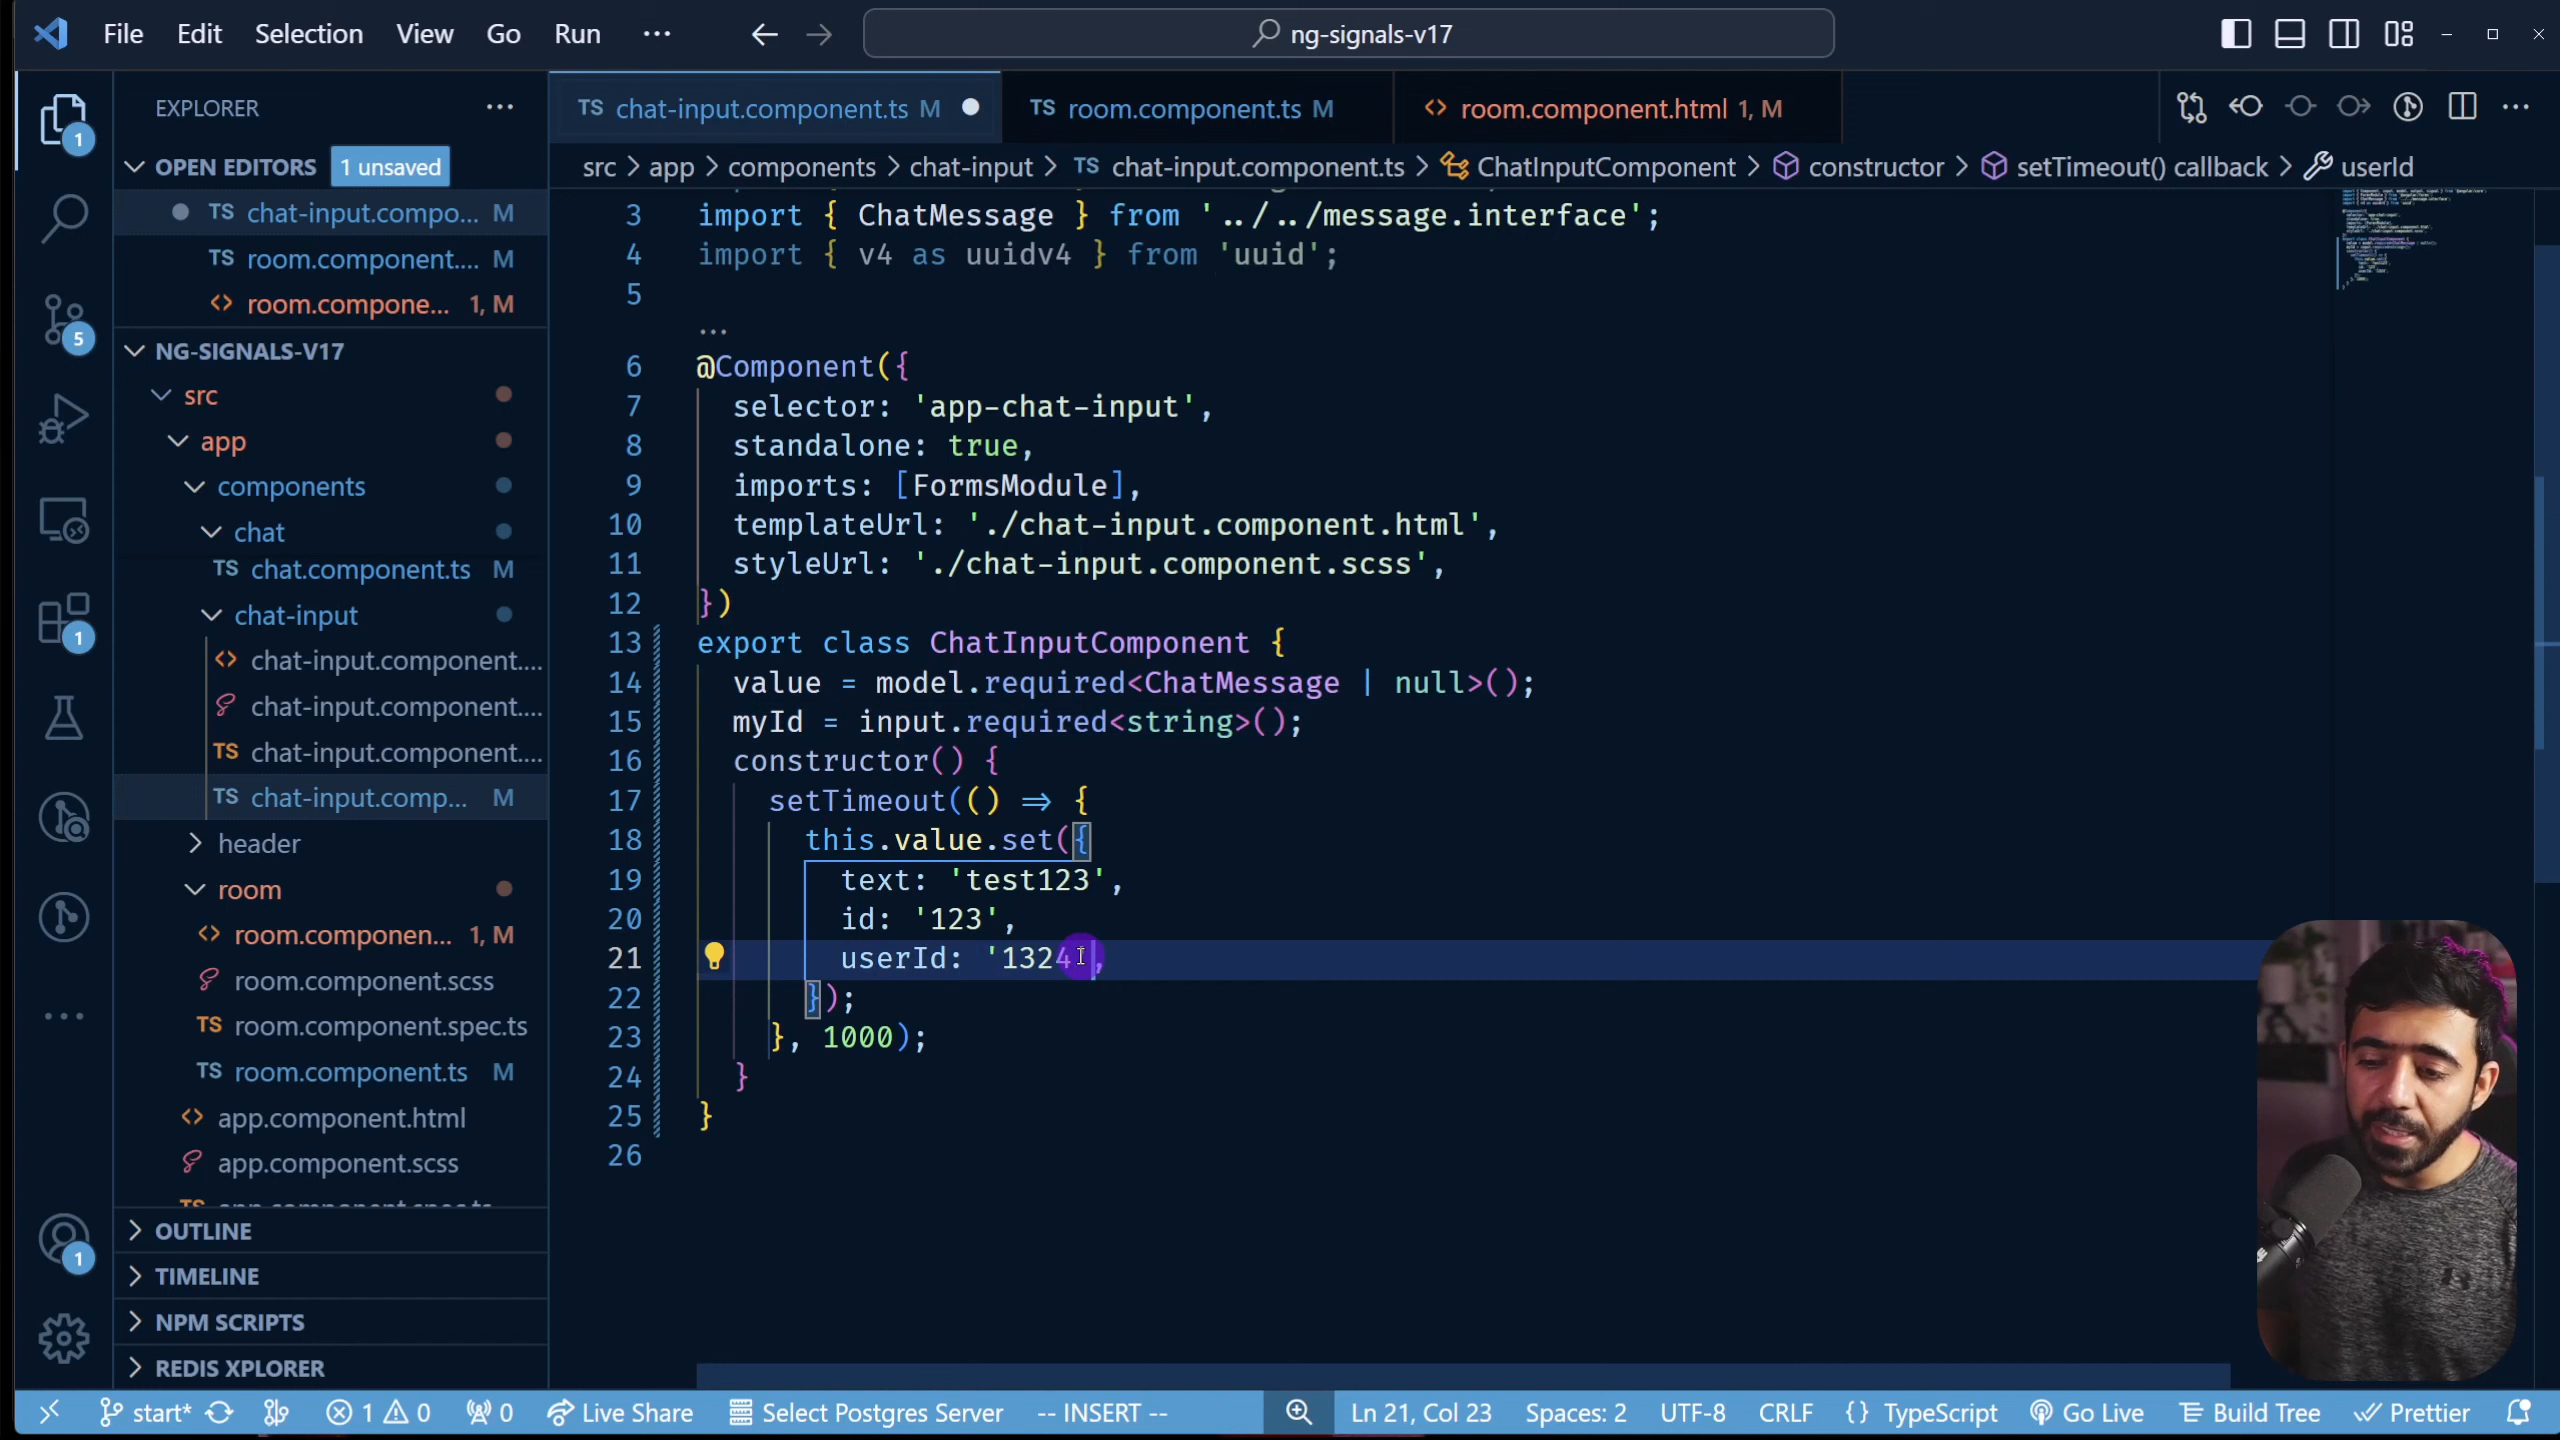 File Edit Selection View Go Run ... ng-signals-v17
EXPLORER ...
TS chat-input.component.ts M
TS room.component.ts M
<> room.component.html 1, M
OPEN EDITORS 1 unsaved
src > app > components > chat-input > TS chat-input.component.ts > ChatInputComponent > constructor > setTimeout() callback > userId
TS chat-input.compo... M
TS room.component.... M
<> room.compone... 1, M
NG-SIGNALS-V17
src
app
components
chat
TS chat.component.ts M
chat-input
<> chat-input.component....
chat-input.component....
TS chat-input.component....
TS chat-input.comp... M
header
room
<> room.componen... 1, M
room.component.scss
TS room.component.spec.ts
TS room.component.ts M
<> app.component.html
app.component.scss
OUTLINE
TIMELINE
NPM SCRIPTS
REDIS XPLORER
1
5
1
1
3 import { ChatMessage } from '../../message.interface';
4 import { v4 as uuidv4 } from 'uuid';
5
...
6 @Component({
7 selector: 'app-chat-input',
8 standalone: true,
9 imports: [FormsModule],
10 templateUrl: './chat-input.component.html',
11 styleUrl: './chat-input.component.scss',
12 })
13 export class ChatInputComponent {
14 value = model.required<ChatMessage | null>();
15 myId = input.required<string>();
16 constructor() {
17 setTimeout(() => {
18 this.value.set({
19 text: 'test123',
20 id: '123',
21 userId: '1324',
22 });
23 }, 1000);
24 }
25 }
26
start* 1 0 0 Live Share Select Postgres Server -- INSERT -- Ln 21, Col 23 Spaces: 2 UTF-8 CRLF {} TypeScript Go Live Build Tree Prettier